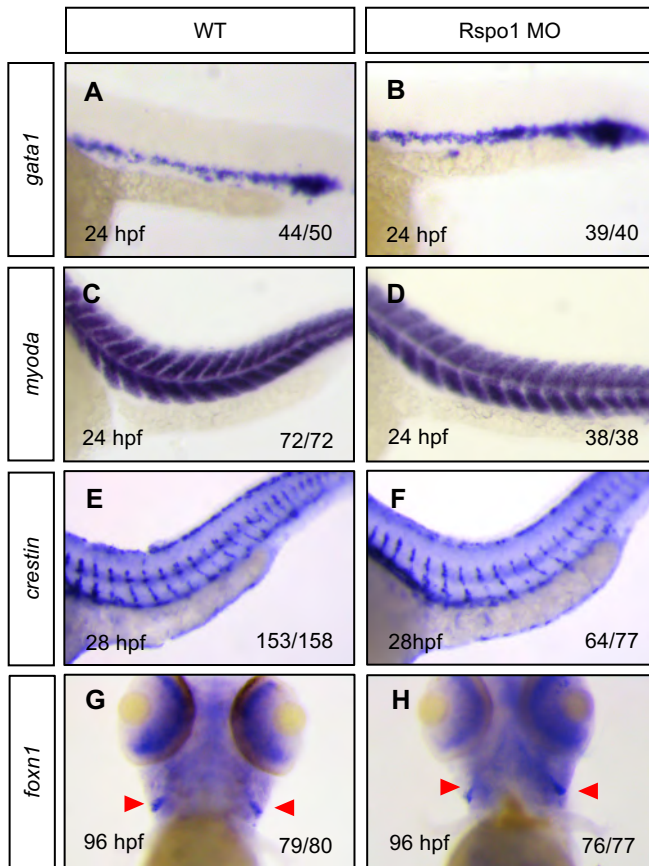 WT
Rspo1 MO
gata1
A
24 hpf
44/50
B
24 hpf
39/40
myoda
C
24 hpf
72/72
D
24 hpf
38/38
crestin
E
28 hpf
153/158
F
28hpf
64/77
foxn1
G
96 hpf
79/80
H
96 hpf
76/77